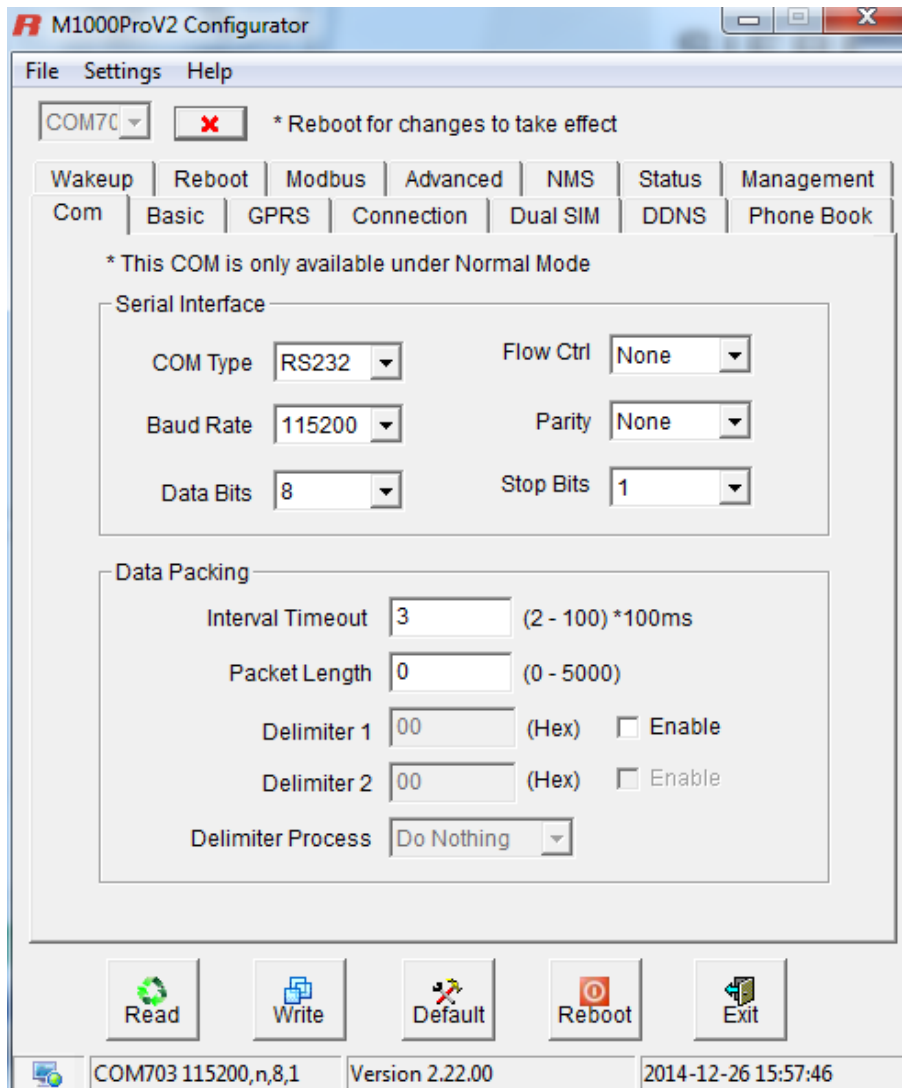 M1000ProV2 Configurator
File Settings Help
COM70 * Reboot for changes to take effect
Wakeup Reboot Modbus Advanced NMS Status Management
Com Basic GPRS Connection Dual SIM DDNS Phone Book
* This COM is only available under Normal Mode
Serial Interface
COM Type RS232 Flow Ctrl None
Baud Rate 115200 Parity None
Data Bits 8 Stop Bits 1
Data Packing
Interval Timeout 3 (2 - 100) *100ms
Packet Length 0 (0 - 5000)
Delimiter 1 00 (Hex) Enable
Delimiter 2 00 (Hex) Enable
Delimiter Process Do Nothing
Read Write Default Reboot Exit
COM703 115200,n,8,1 Version 2.22.00 2014-12-26 15:57:46